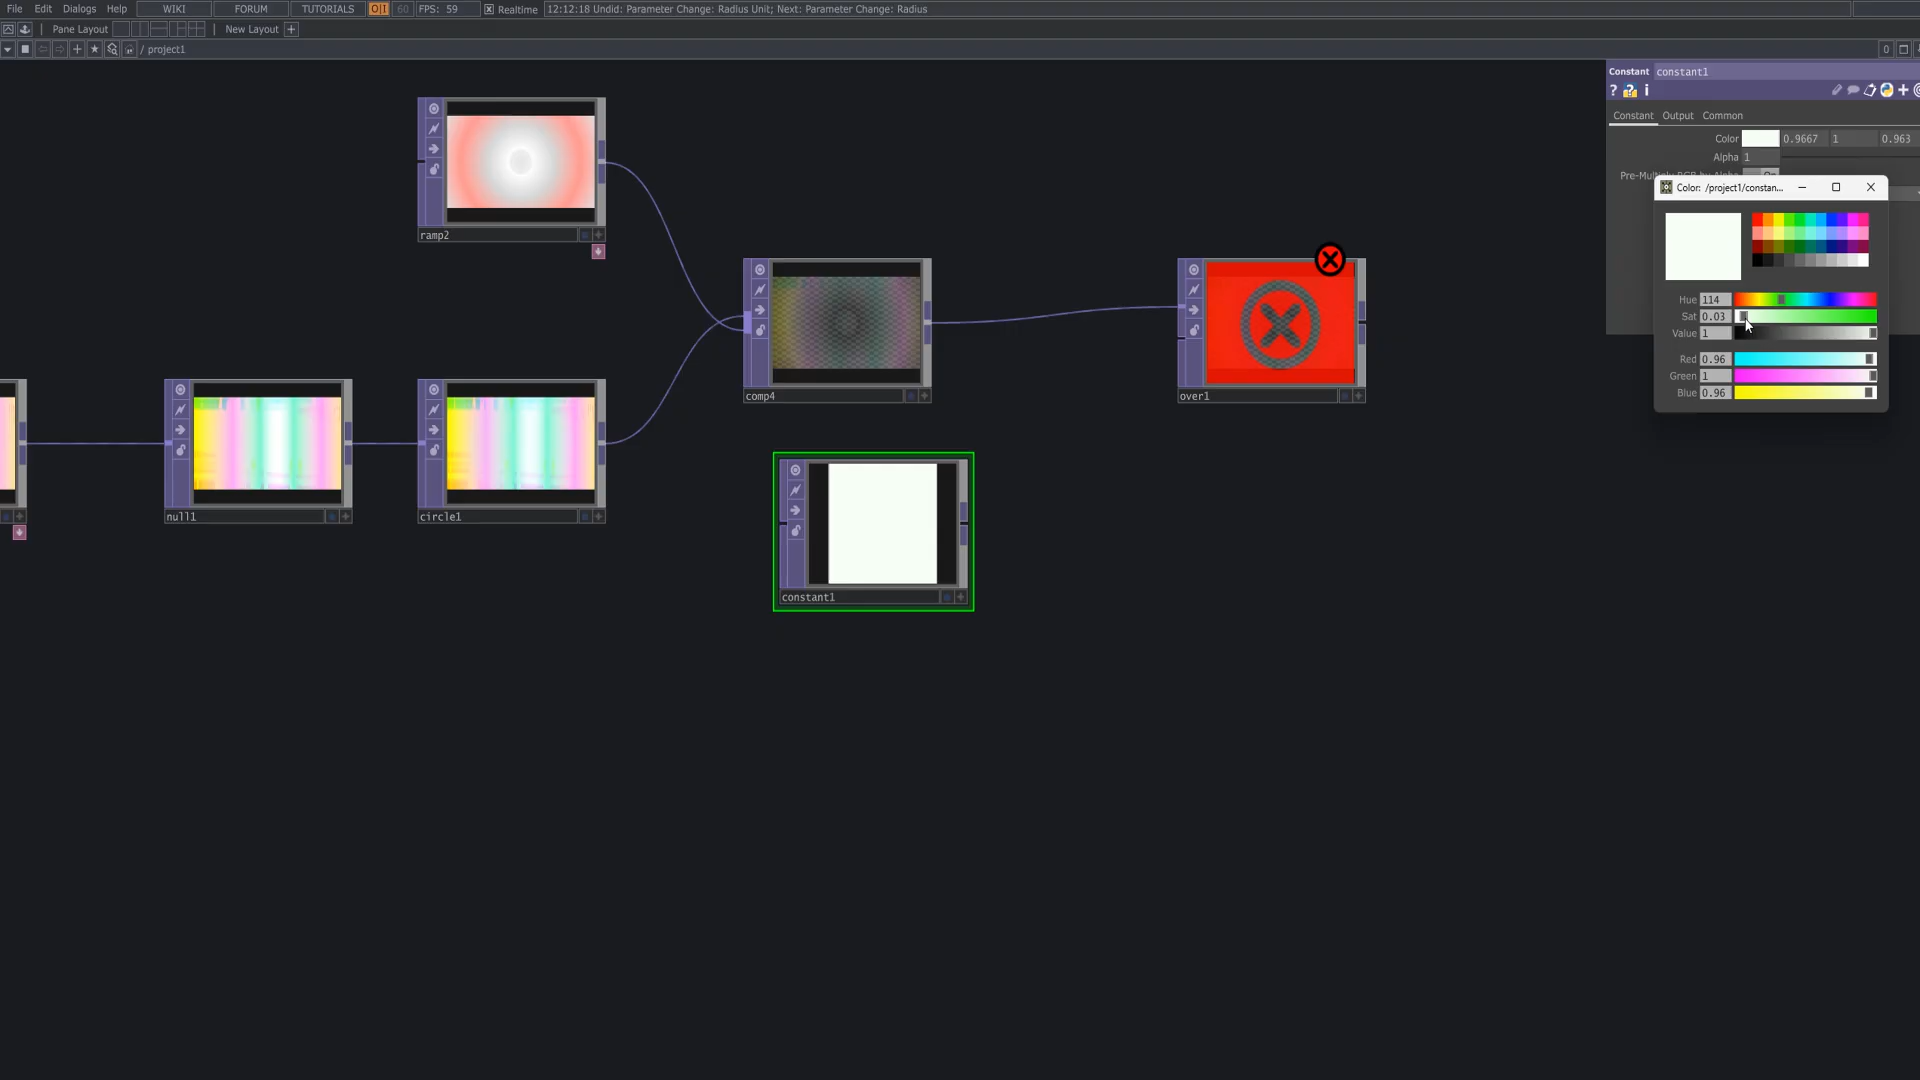 File Edit Dialogs Help WIKI FORUM TUTORIALS O|I 60 FPS: 59 Realtime 12:12:18 Undid: Parameter Change: Radius Unit; Next: Parameter Change: Radius
Pane Layout New Layout
/ project1 0
Constant constant1
Constant Output Common
Color 0.9667 1 0.963
Alpha 1
Color: /project1/constan...
Hue 114
Sat 0.03
Value 1
Red 0.96
Green 1
Blue 0.96
ramp2
comp4
over1
null1
circle1
constant1